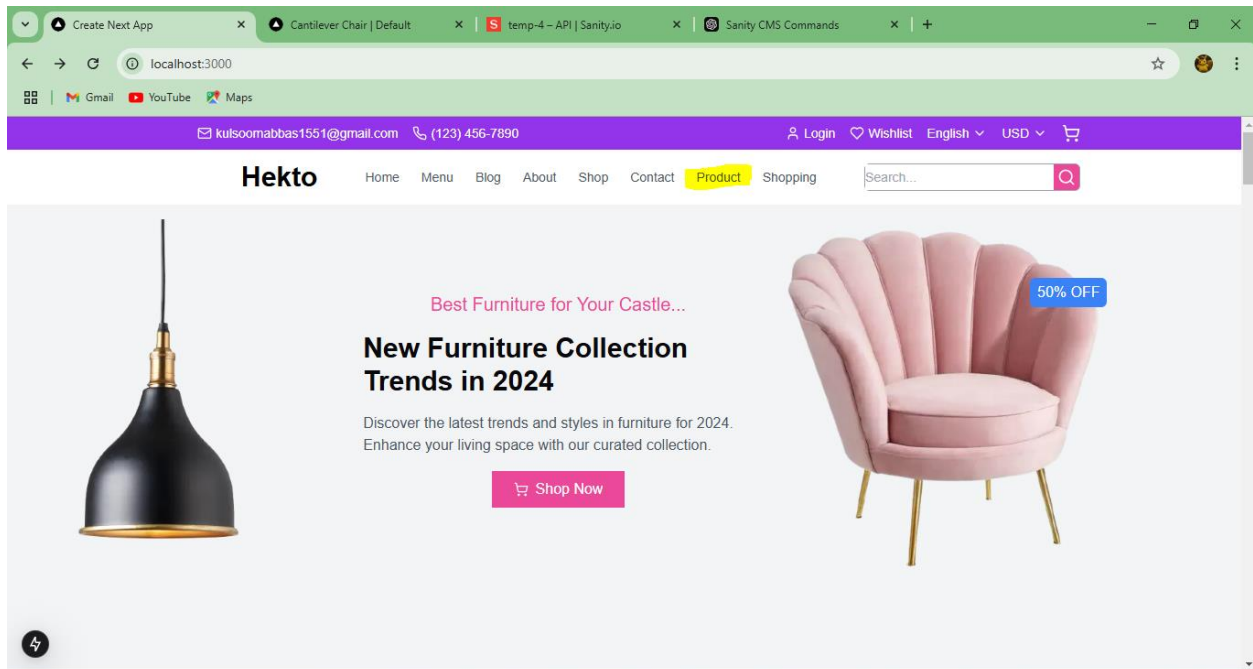 Create Next App
Cantilever Chair | Default
S temp-4 – API | Sanity.io
Sanity CMS Commands
localhost:3000
Gmail YouTube Maps
kulsoomabbas1551@gmail.com (123) 456-7890 Login Wishlist English USD
Hekto Home Menu Blog About Shop Contact Product Shopping Search...
50% OFF
Best Furniture for Your Castle...
New Furniture Collection
Trends in 2024
Discover the latest trends and styles in furniture for 2024.
Enhance your living space with our curated collection.
Shop Now